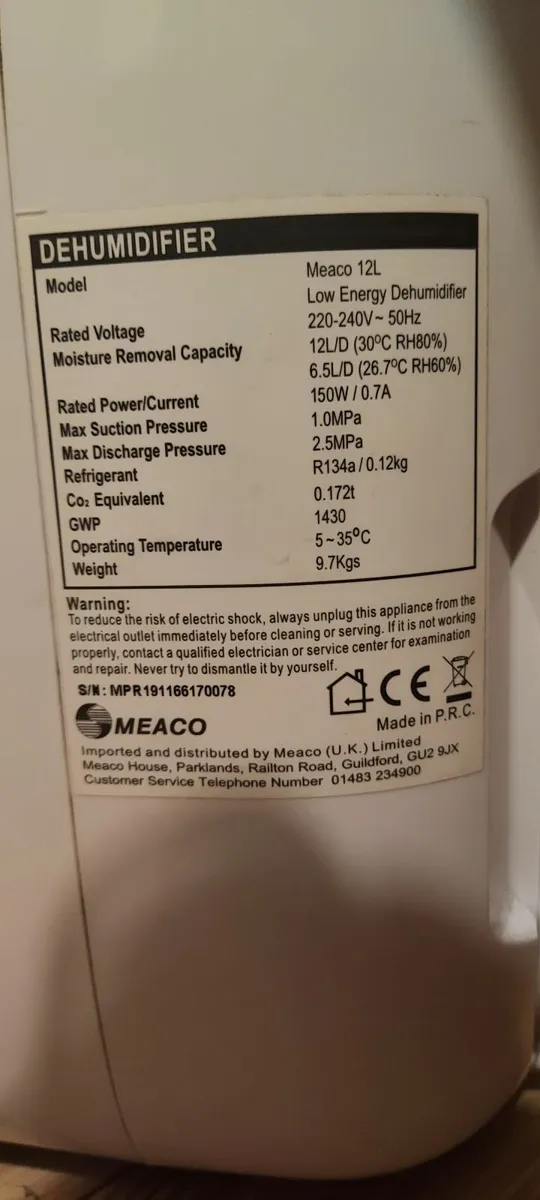 DEHUMIDIFIER
Model Meaco 12L
Low Energy Dehumidifier
Rated Voltage 220-240V~ 50Hz
Moisture Removal Capacity 12L/D (30ºC RH80%)
6.5L/D (26.7ºC RH60%)
Rated Power/Current 150W / 0.7A
Max Suction Pressure 1.0MPa
Max Discharge Pressure 2.5MPa
Refrigerant R134a / 0.12kg
Co₂ Equivalent 0.172t
GWP 1430
Operating Temperature 5~35ºC
Weight 9.7Kgs
Warning:
To reduce the risk of electric shock, always unplug this appliance from the
electrical outlet immediately before cleaning or serving. If it is not working
properly, contact a qualified electrician or service center for examination
and repair. Never try to dismantle it by yourself.
S/N: MPR191166170078
CE
MEACO
Made in P.R.C.
Imported and distributed by Meaco (U.K.) Limited
Meaco House, Parklands, Railton Road, Guildford, GU2 9JX
Customer Service Telephone Number 01483 234900